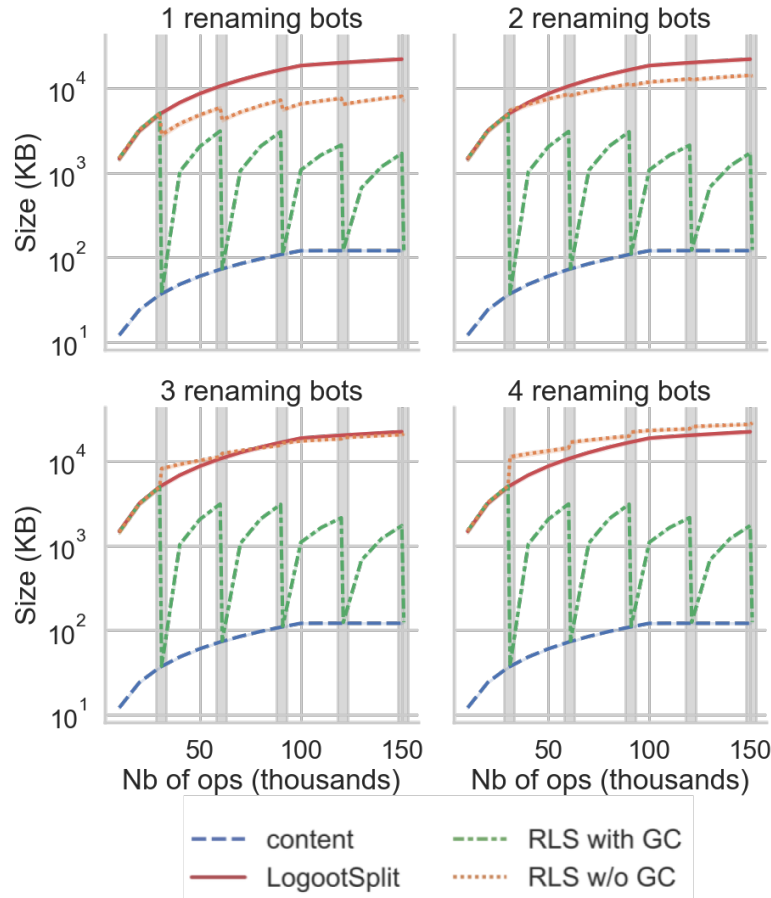 1 renaming bots
2 renaming bots
10^4
10^3
10^2
10^1
Size (KB)
3 renaming bots
4 renaming bots
10^4
10^3
10^2
10^1
Size (KB)
50 100 150
50 100 150
Nb of ops (thousands)
Nb of ops (thousands)
content
LogootSplit
RLS with GC
RLS w/o GC